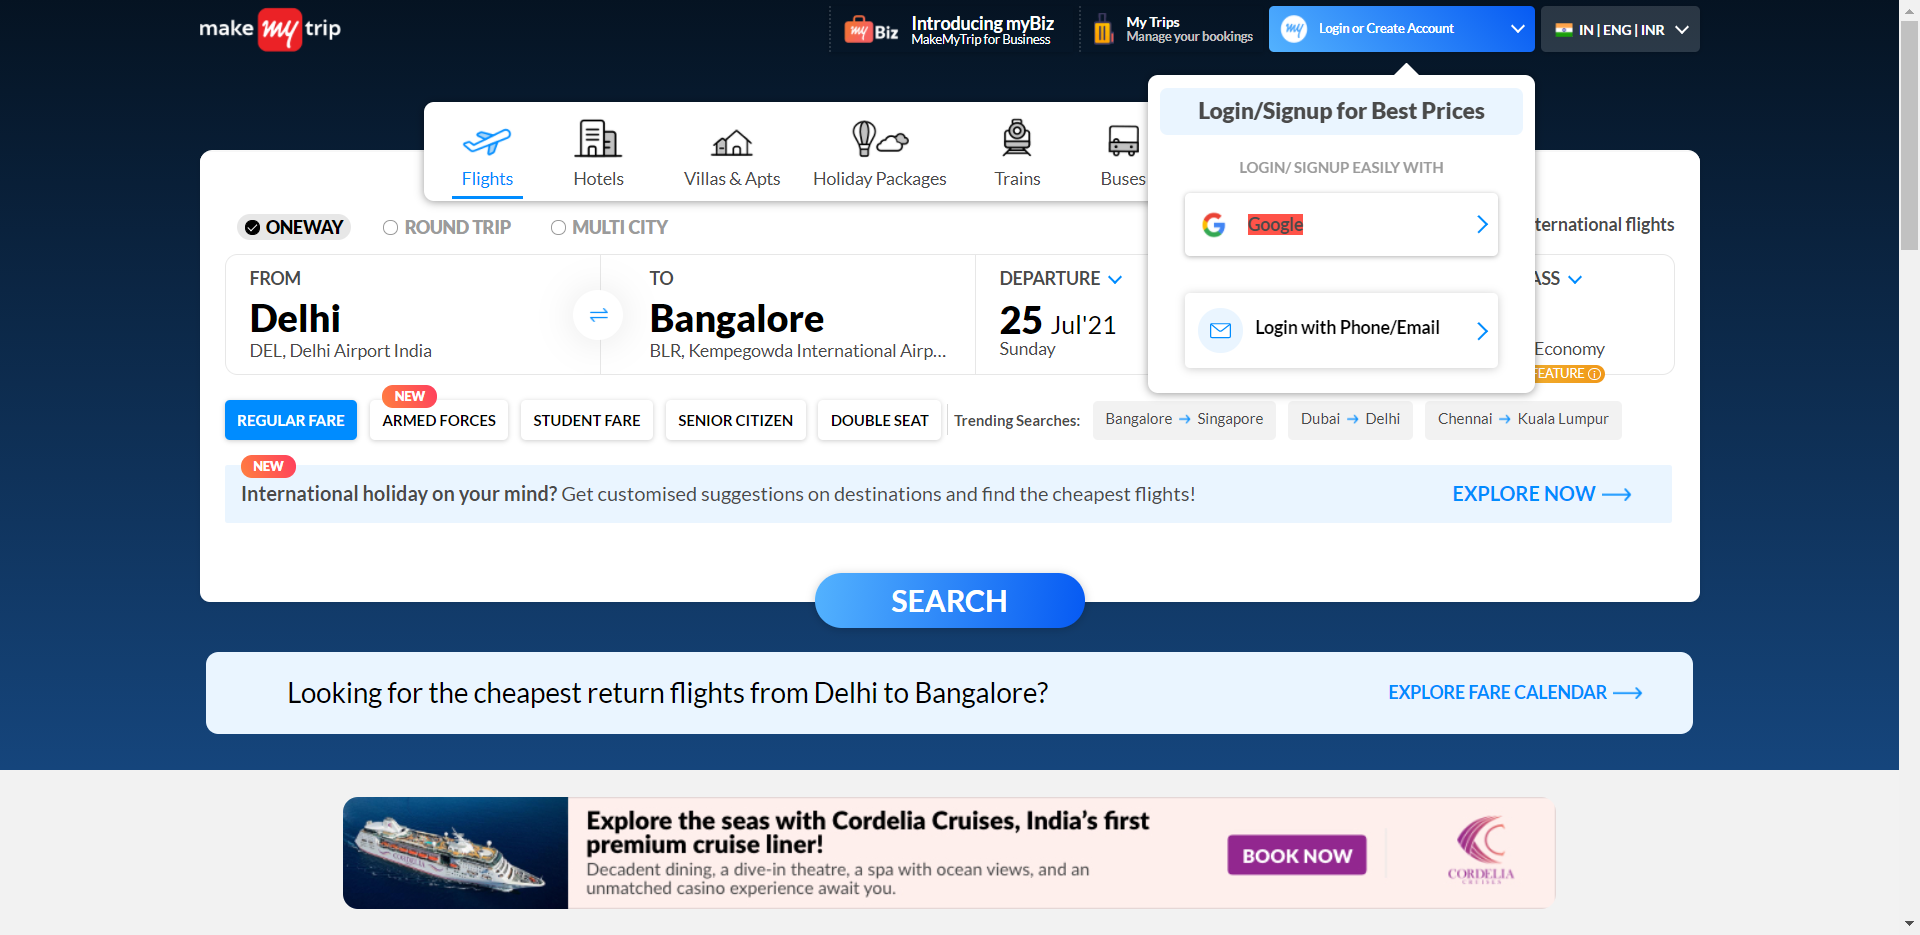 make my trip
my Biz
Introducing myBiz
MakeMyTrip for Business
My Trips
Manage your bookings
my
Login or Create Account
IN | ENG | INR
Login/Signup for Best Prices
LOGIN/ SIGNUP EASILY WITH
Google
Login with Phone/Email
Flights
Hotels
Villas & Apts
Holiday Packages
Trains
Buses
ONEWAY
ROUND TRIP
MULTI CITY
ternational flights
FROM
Delhi
DEL, Delhi Airport India
TO
Bangalore
BLR, Kempegowda International Airp...
DEPARTURE
25 Jul'21
Sunday
ASS
Economy
FEATURE
REGULAR FARE
NEW
ARMED FORCES
STUDENT FARE
SENIOR CITIZEN
DOUBLE SEAT
Trending Searches:
Bangalore → Singapore
Dubai → Delhi
Chennai → Kuala Lumpur
NEW
International holiday on your mind? Get customised suggestions on destinations and find the cheapest flights!
EXPLORE NOW
SEARCH
Looking for the cheapest return flights from Delhi to Bangalore?
EXPLORE FARE CALENDAR
Explore the seas with Cordelia Cruises, India's first
premium cruise liner!
Decadent dining, a dive-in theatre, a spa with ocean views, and an
unmatched casino experience await you.
BOOK NOW
CORDELIA
CRUISES
CORDELIA